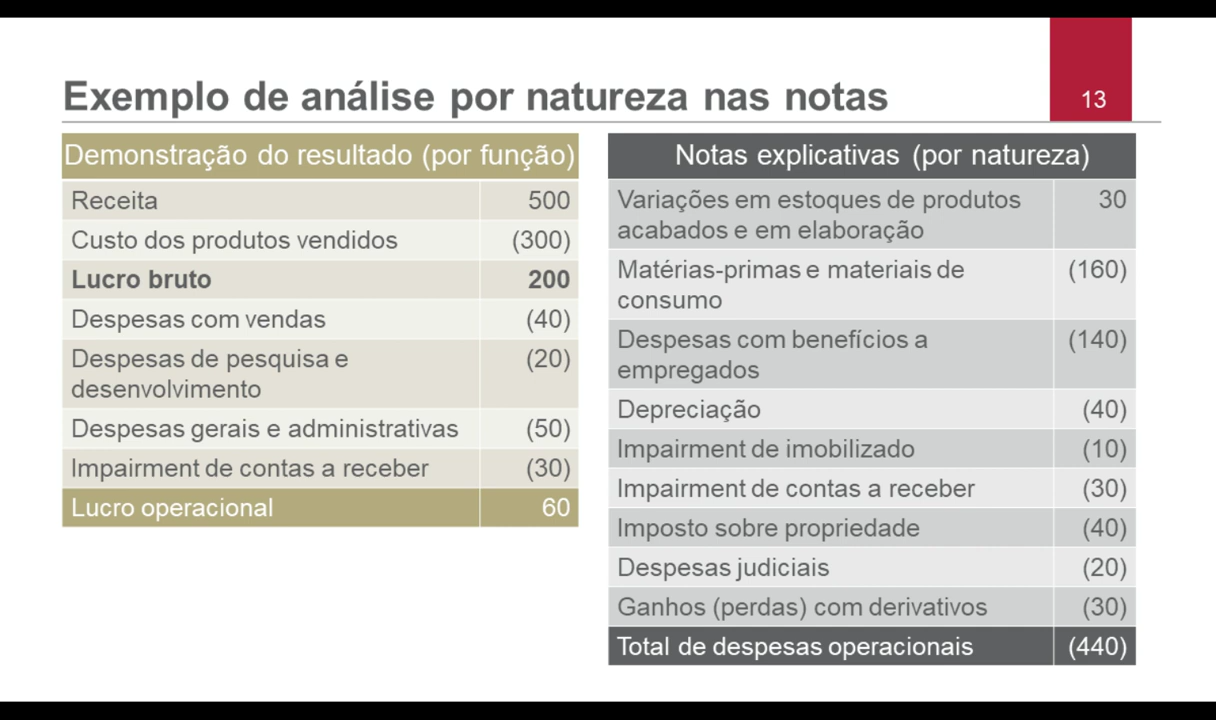 Exemplo de análise por natureza nas notas
13
Demonstração do resultado (por função)
Receita 500
Custo dos produtos vendidos (300)
Lucro bruto 200
Despesas com vendas (40)
Despesas de pesquisa e (20)
desenvolvimento
Despesas gerais e administrativas (50)
Impairment de contas a receber (30)
Lucro operacional 60
Notas explicativas (por natureza)
Variações em estoques de produtos 30
acabados e em elaboração
Matérias-primas e materiais de (160)
consumo
Despesas com benefícios a (140)
empregados
Depreciação (40)
Impairment de imobilizado (10)
Impairment de contas a receber (30)
Imposto sobre propriedade (40)
Despesas judiciais (20)
Ganhos (perdas) com derivativos (30)
Total de despesas operacionais (440)